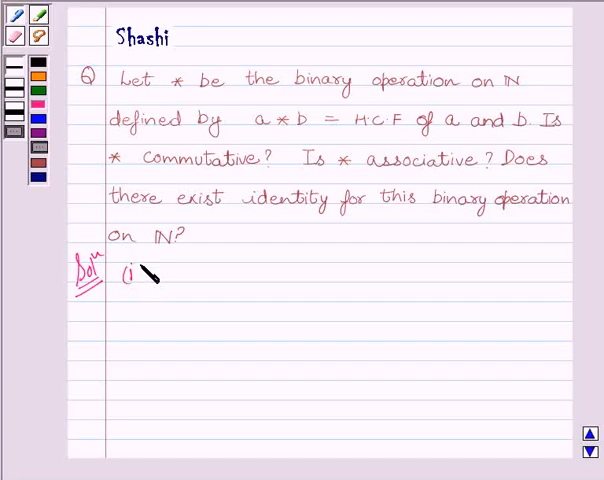 Shashi
Q Let * be the binary operation on ℕ
defined by a * b = H.C.F of a and b. Is
* commutative? Is * associative? Does
there exist identity for this binary operation
on ℕ?
Solⁿ (i